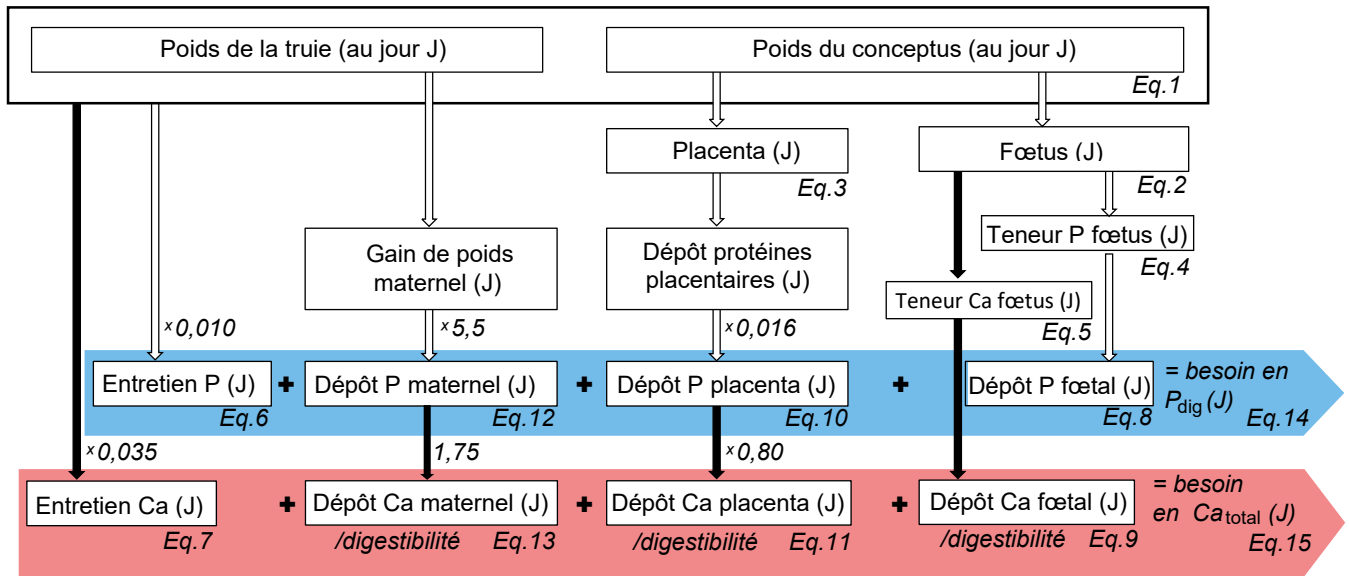 Poids de la truie (au jour J)
Poids du conceptus (au jour J)
Eq.1
Placenta (J)
Eq.3
Fœtus (J)
Eq.2
Gain de poids
maternel (J)
Dépôt protéines
placentaires (J)
Teneur P fœtus (J)
Eq.4
Teneur Ca fœtus (J)
Eq.5
x 0,010
x 5,5
x 0,016
Entretien P (J)
Eq.6
+
Dépôt P maternel (J)
Eq.12
+
Dépôt P placenta (J)
Eq.10
+
Dépôt P fœtal (J)
Eq.8
= besoin en
Pdig (J)
Eq.14
x 0,035
1,75
x 0,80
Entretien Ca (J)
Eq.7
+
Dépôt Ca maternel (J)
/digestibilité Eq.13
+
Dépôt Ca placenta (J)
/digestibilité Eq.11
+
Dépôt Ca fœtal (J)
/digestibilité Eq.9
= besoin
en Catotal (J)
Eq.15